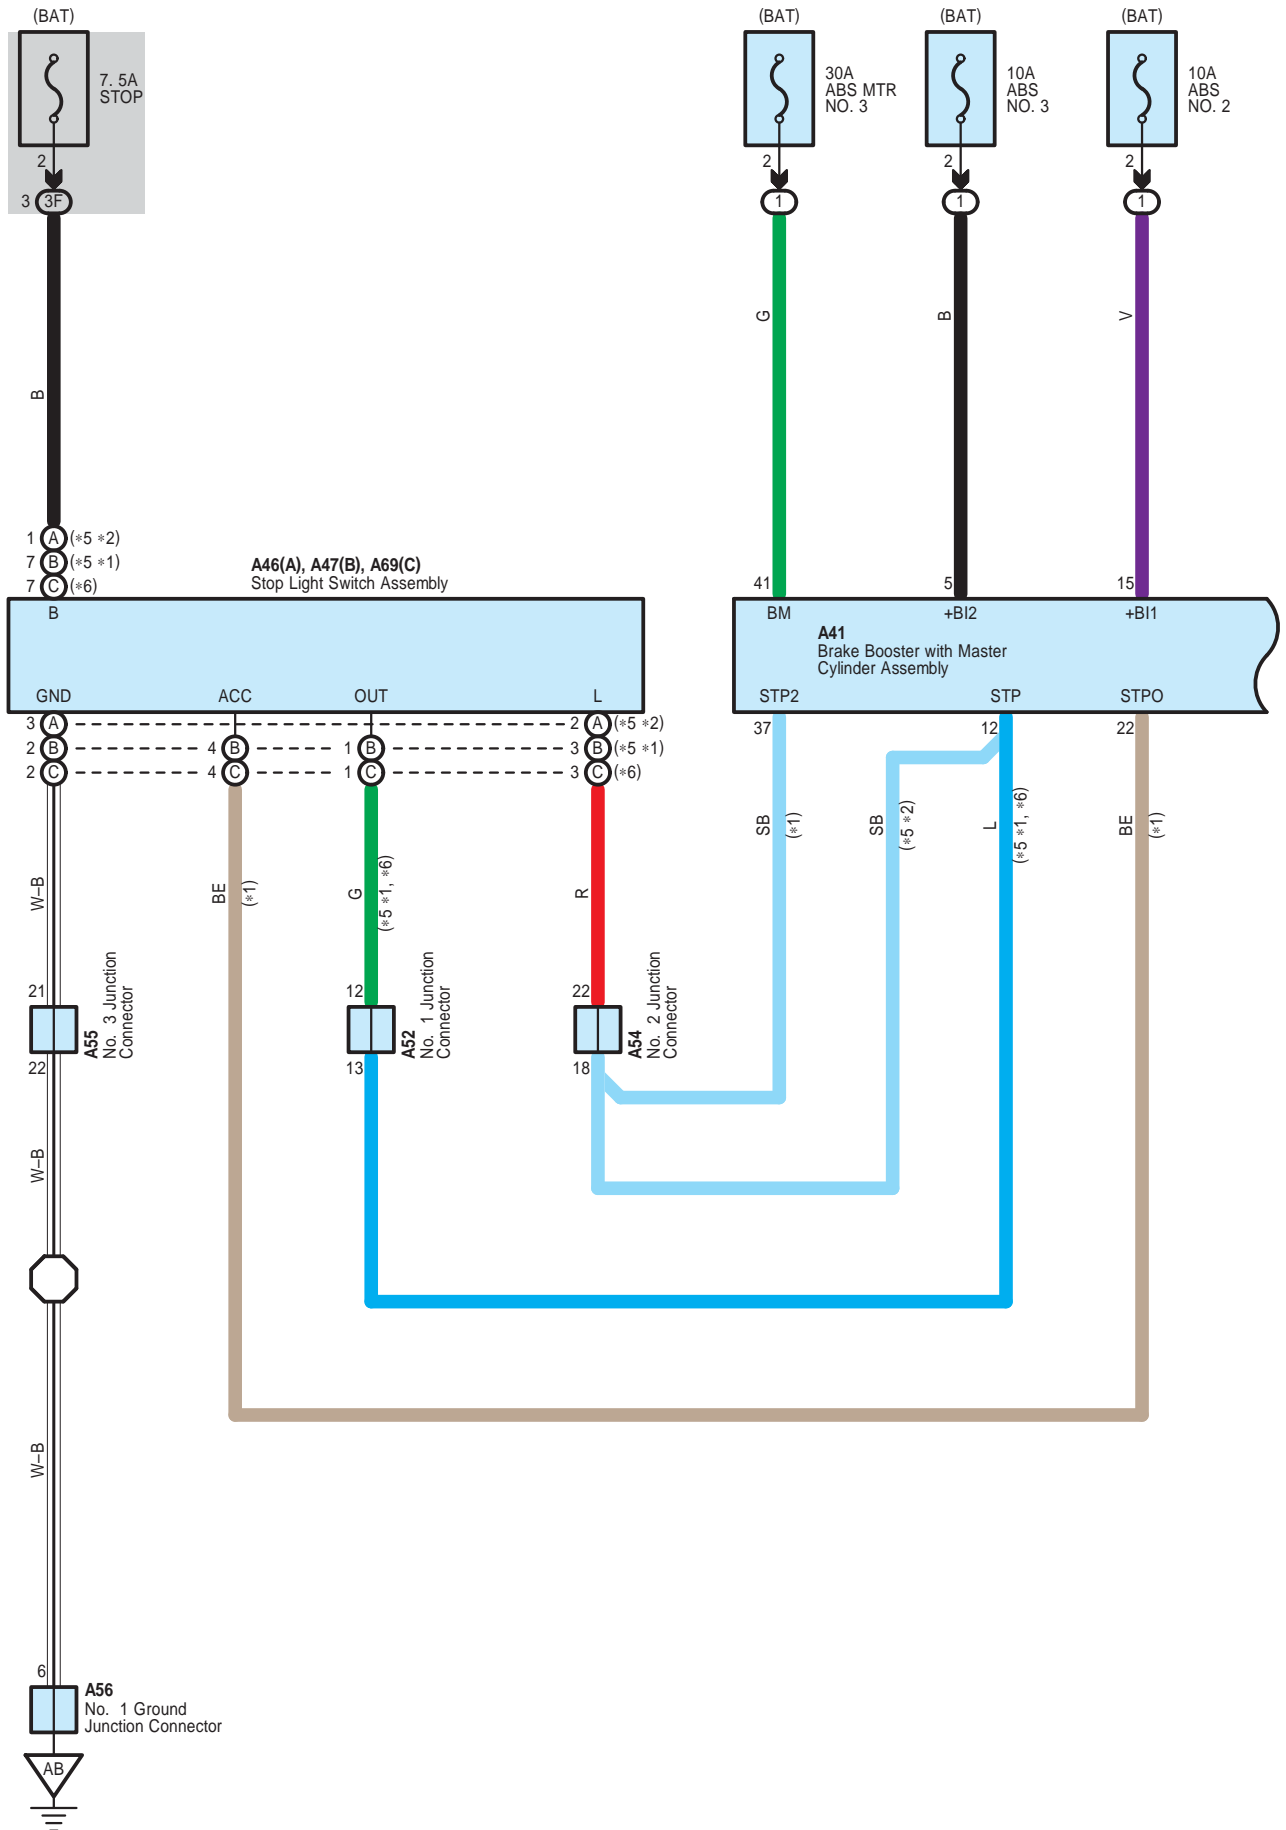 (BAT)
(BAT)
(BAT)
(BAT)
7. 5A
STOP
30A
ABS MTR
NO. 3
10A
ABS
NO. 3
10A
ABS
NO. 2
2
2
2
2
3 3F
1
1
1
B
G
B
V
1 A (*5 *2)
7 B (*5 *1)
7 C (*6)
A46(A), A47(B), A69(C)
Stop Light Switch Assembly
41
5
15
B
BM
+BI2
+BI1
A41
Brake Booster with Master
Cylinder Assembly
GND
ACC
OUT
L
STP2
STP
STPO
3 A
2 A (*5 *2)
2 B
4 B
1 B
3 B (*5 *1)
2 C
4 C
1 C
3 C (*6)
37
12
22
W–B
BE
(*1)
G
(*5 *1, *6)
R
SB
(*1)
SB
(*5 *2)
L
(*5 *1, *6)
BE
(*1)
21
12
22
A55
No. 3 Junction
Connector
A52
No. 1 Junction
Connector
A54
No. 2 Junction
Connector
22
13
18
W–B
W–B
6
A56
No. 1 Ground
Junction Connector
AB